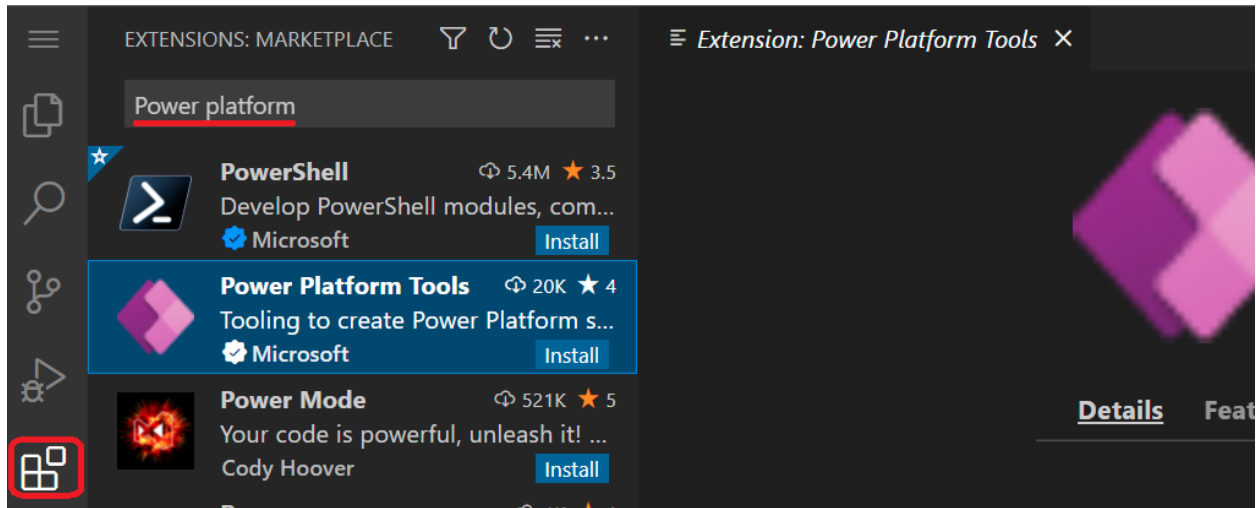 EXTENSIONS: MARKETPLACE
Extension: Power Platform Tools
Power platform
PowerShell 5.4M 3.5
Develop PowerShell modules, com...
Microsoft Install
Power Platform Tools 20K 4
Tooling to create Power Platform s...
Microsoft Install
Power Mode 521K 5
Your code is powerful, unleash it! ...
Cody Hoover Install
Details Feat